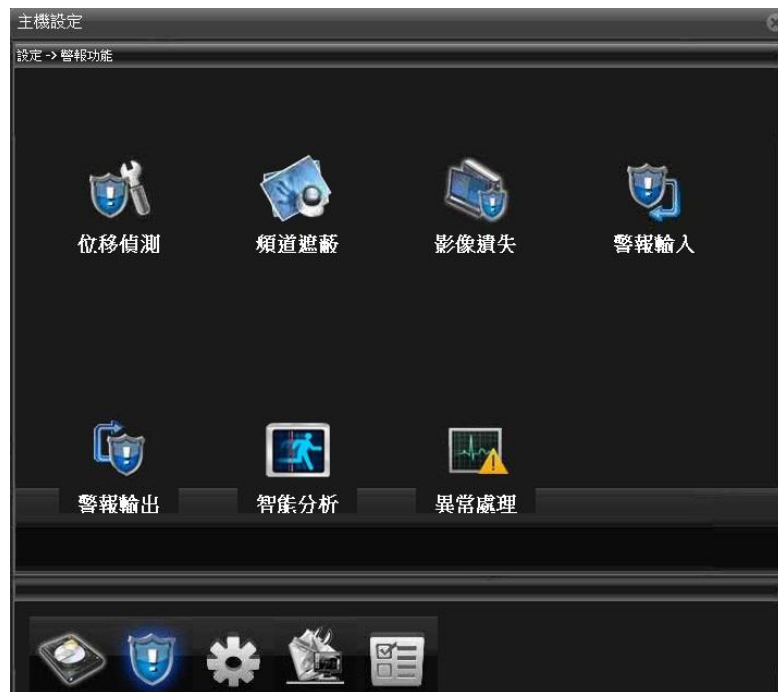 主機設定
設定 -> 警報功能
位移偵測
頻道遮蔽
影像遺失
警報輸入
警報輸出
智能分析
異常處理